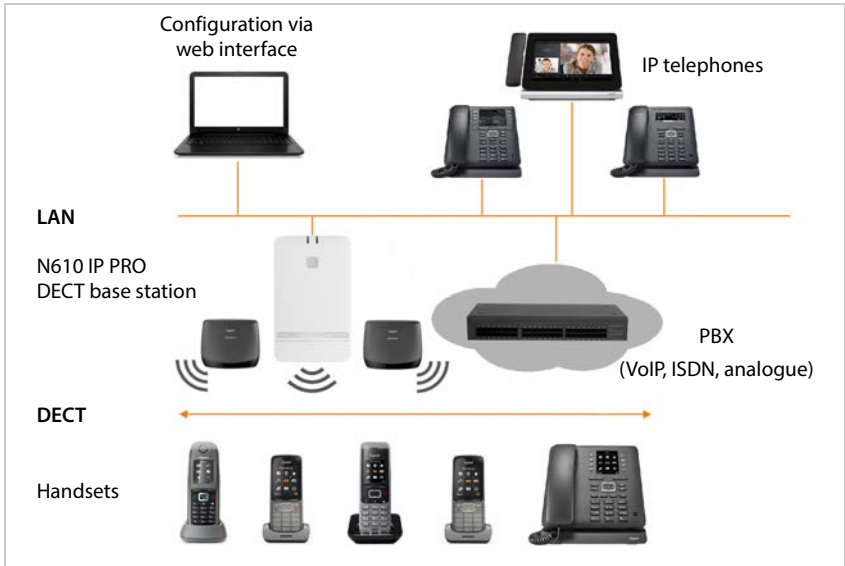 Configuration via
web interface
IP telephones
LAN
N610 IP PRO
DECT base station
PBX
(VoIP, ISDN, analogue)
DECT
Handsets